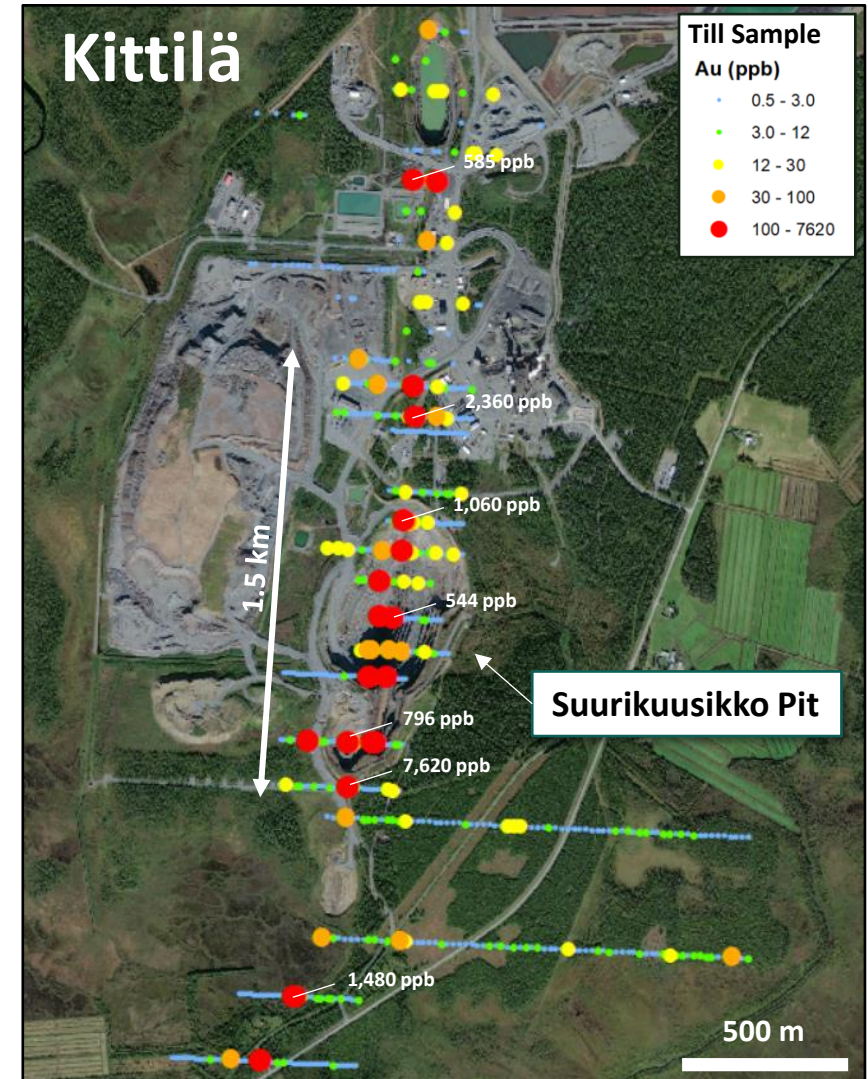 Kittilä
Till Sample
Au (ppb)
0.5 - 3.0
3.0 - 12
12 - 30
30 - 100
100 - 7620
585 ppb
2,360 ppb
1,060 ppb
1.5 km
544 ppb
Suurikuusikko Pit
796 ppb
7,620 ppb
1,480 ppb
500 m